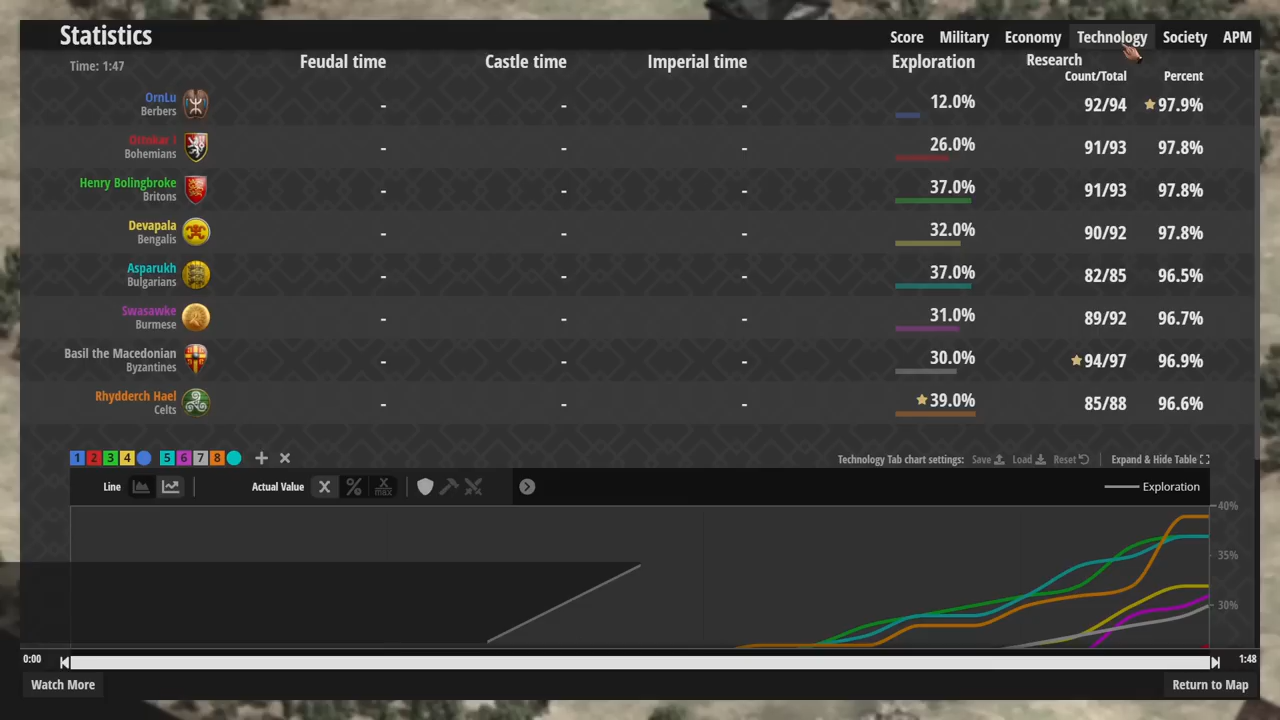 Statistics
Score Military Economy Technology Society APM
Time: 1:47
Feudal time Castle time Imperial time Exploration Research
Count/Total Percent
OrnLu
Berbers
- - - 12.0% 92/94 97.9%
Ottokar I
Bohemians
- - - 26.0% 91/93 97.8%
Henry Bolingbroke
Britons
- - - 37.0% 91/93 97.8%
Devapala
Bengalis
- - - 32.0% 90/92 97.8%
Asparukh
Bulgarians
- - - 37.0% 82/85 96.5%
Swasawke
Burmese
- - - 31.0% 89/92 96.7%
Basil the Macedonian
Byzantines
- - - 30.0% 94/97 96.9%
Rhydderch Hael
Celts
- - - 39.0% 85/88 96.6%
1 2 3 4 5 6 7 8 + ×
Technology Tab chart settings: Save Load Reset Expand & Hide Table
Line Actual Value X % X/max Exploration
40%
35%
30%
0:00 1:48
Watch More Return to Map